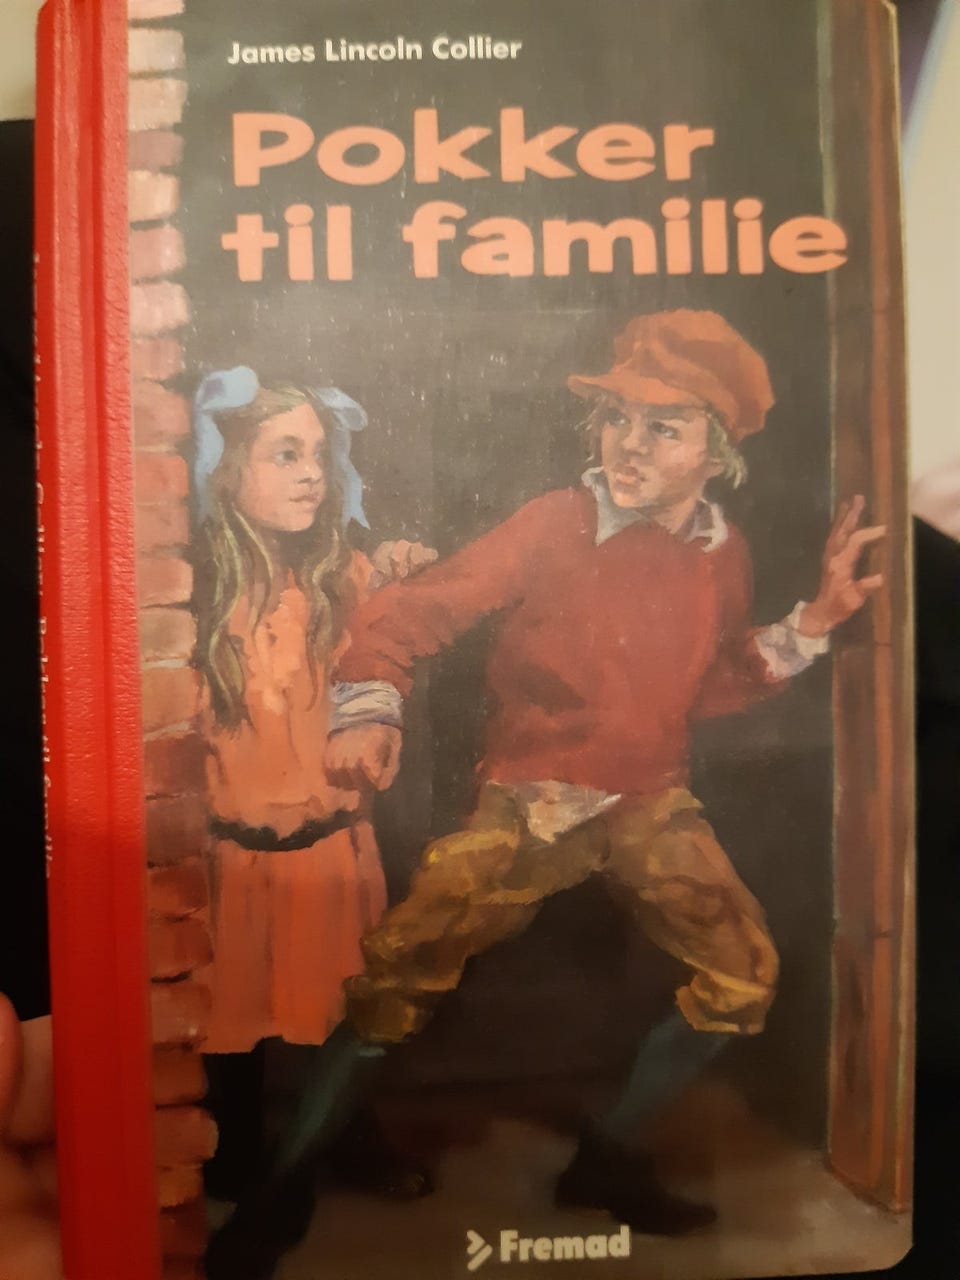 James Lincoln Collier
Pokker
til familie
Fremad